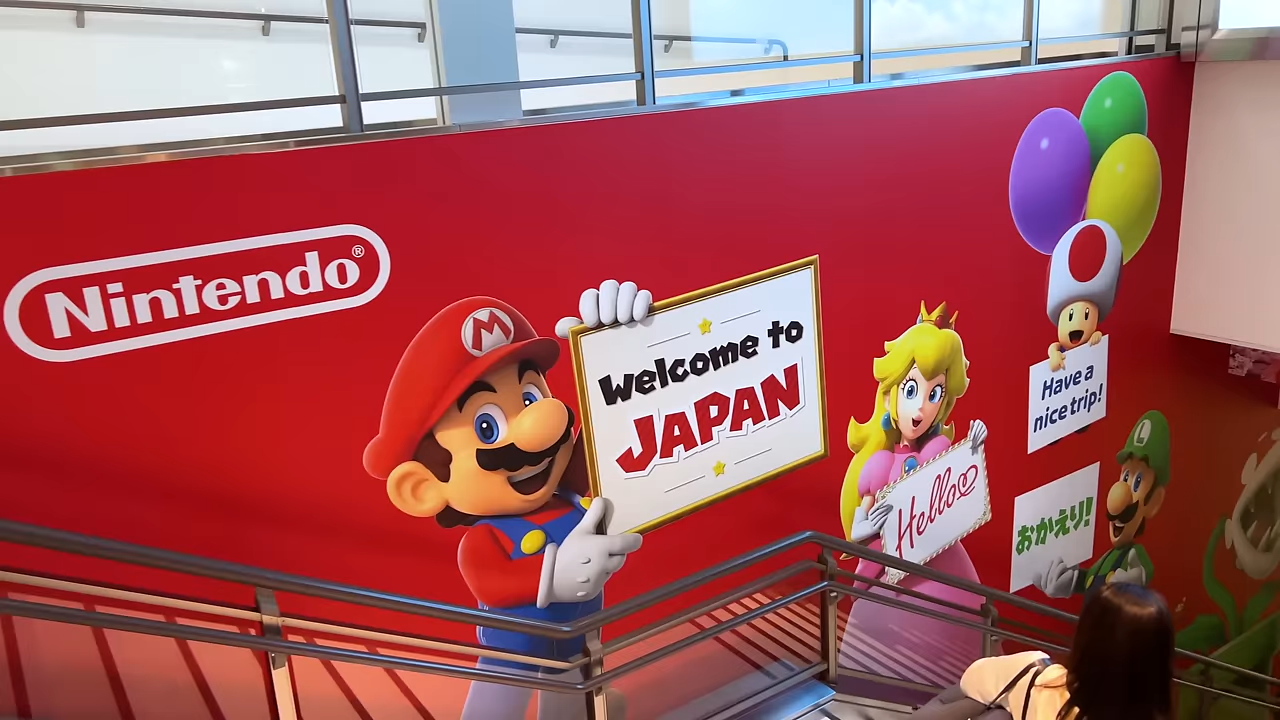 Nintendo®
M
Welcome to
JAPAN
Hello♡
Have a
nice trip!
L
おかえり!